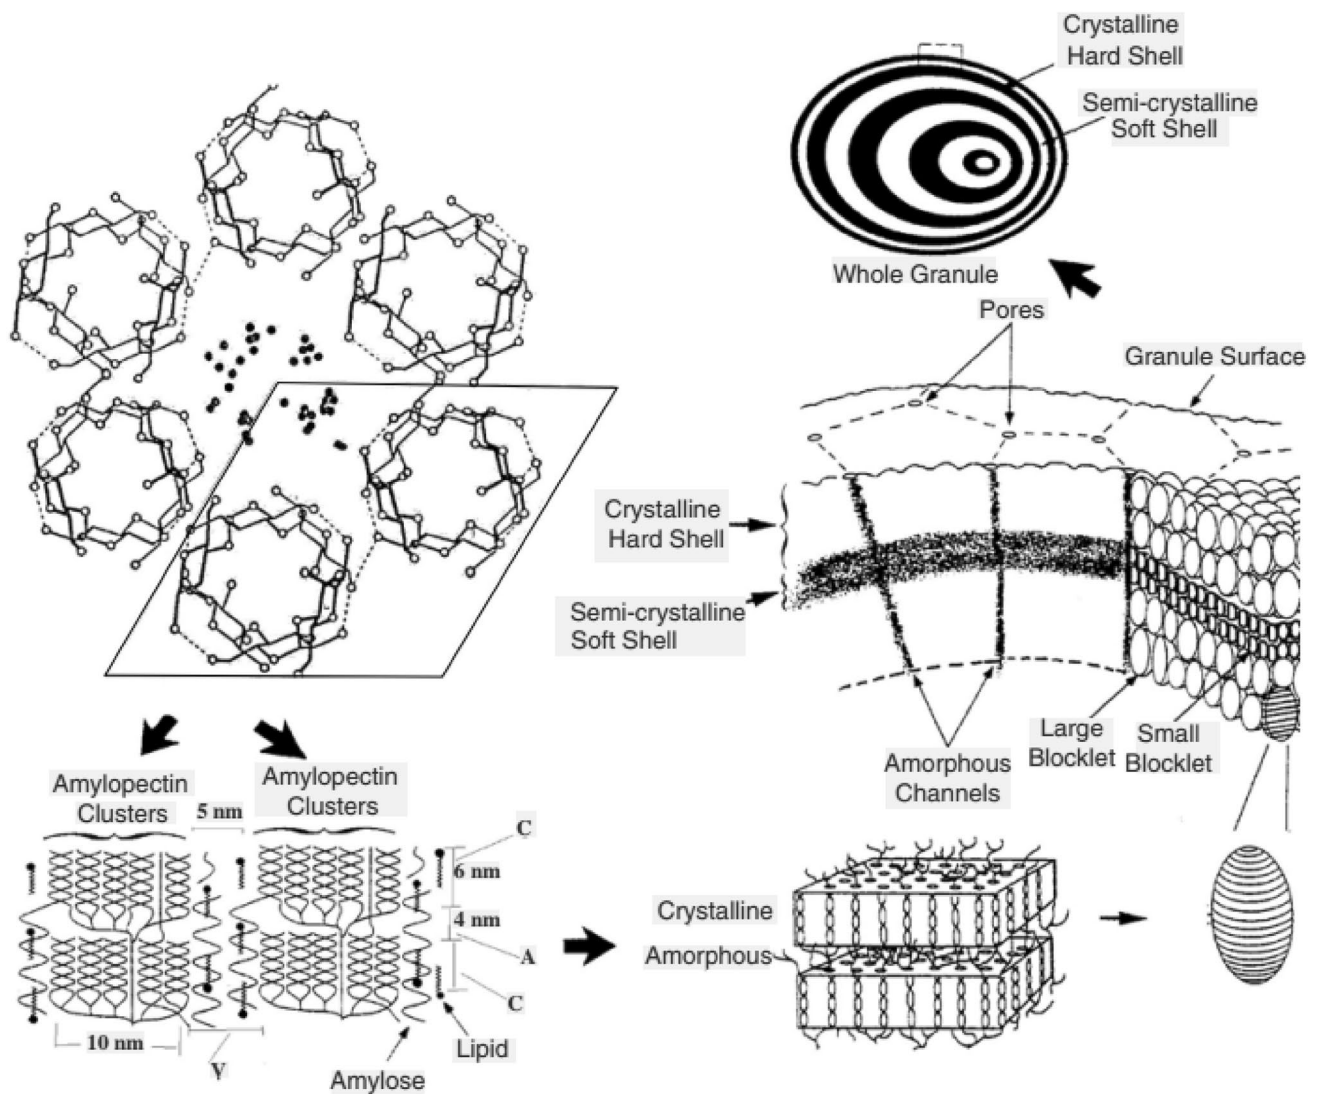 Crystalline
Hard Shell
Semi-crystalline
Soft Shell
Whole Granule
Pores
Granule Surface
Crystalline
Hard Shell
Semi-crystalline
Soft Shell
Large
Blocklet
Small
Blocklet
Amorphous
Channels
Amylopectin
Clusters
Amylopectin
Clusters
5 nm
C
6 nm
4 nm
A
C
10 nm
V
Lipid
Amylose
Crystalline
Amorphous